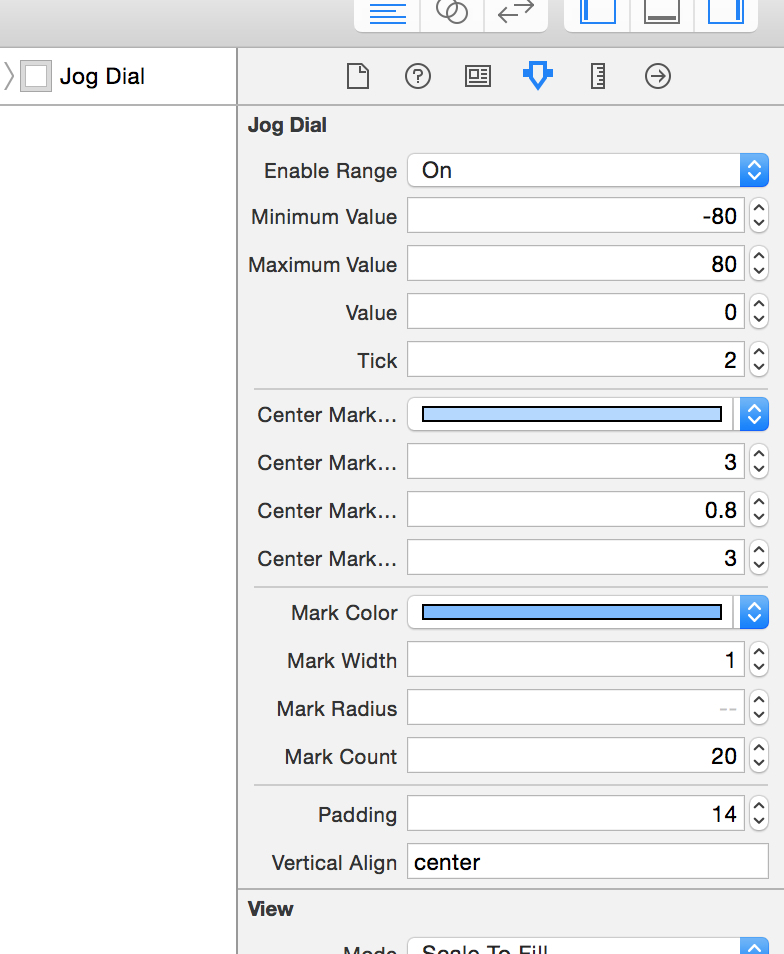 Jog Dial
Jog Dial
Enable Range On
Minimum Value -80
Maximum Value 80
Value 0
Tick 2
Center Mark...
Center Mark... 3
Center Mark... 0.8
Center Mark... 3
Mark Color
Mark Width 1
Mark Radius --
Mark Count 20
Padding 14
Vertical Align center
View
Mode Scale To Fill